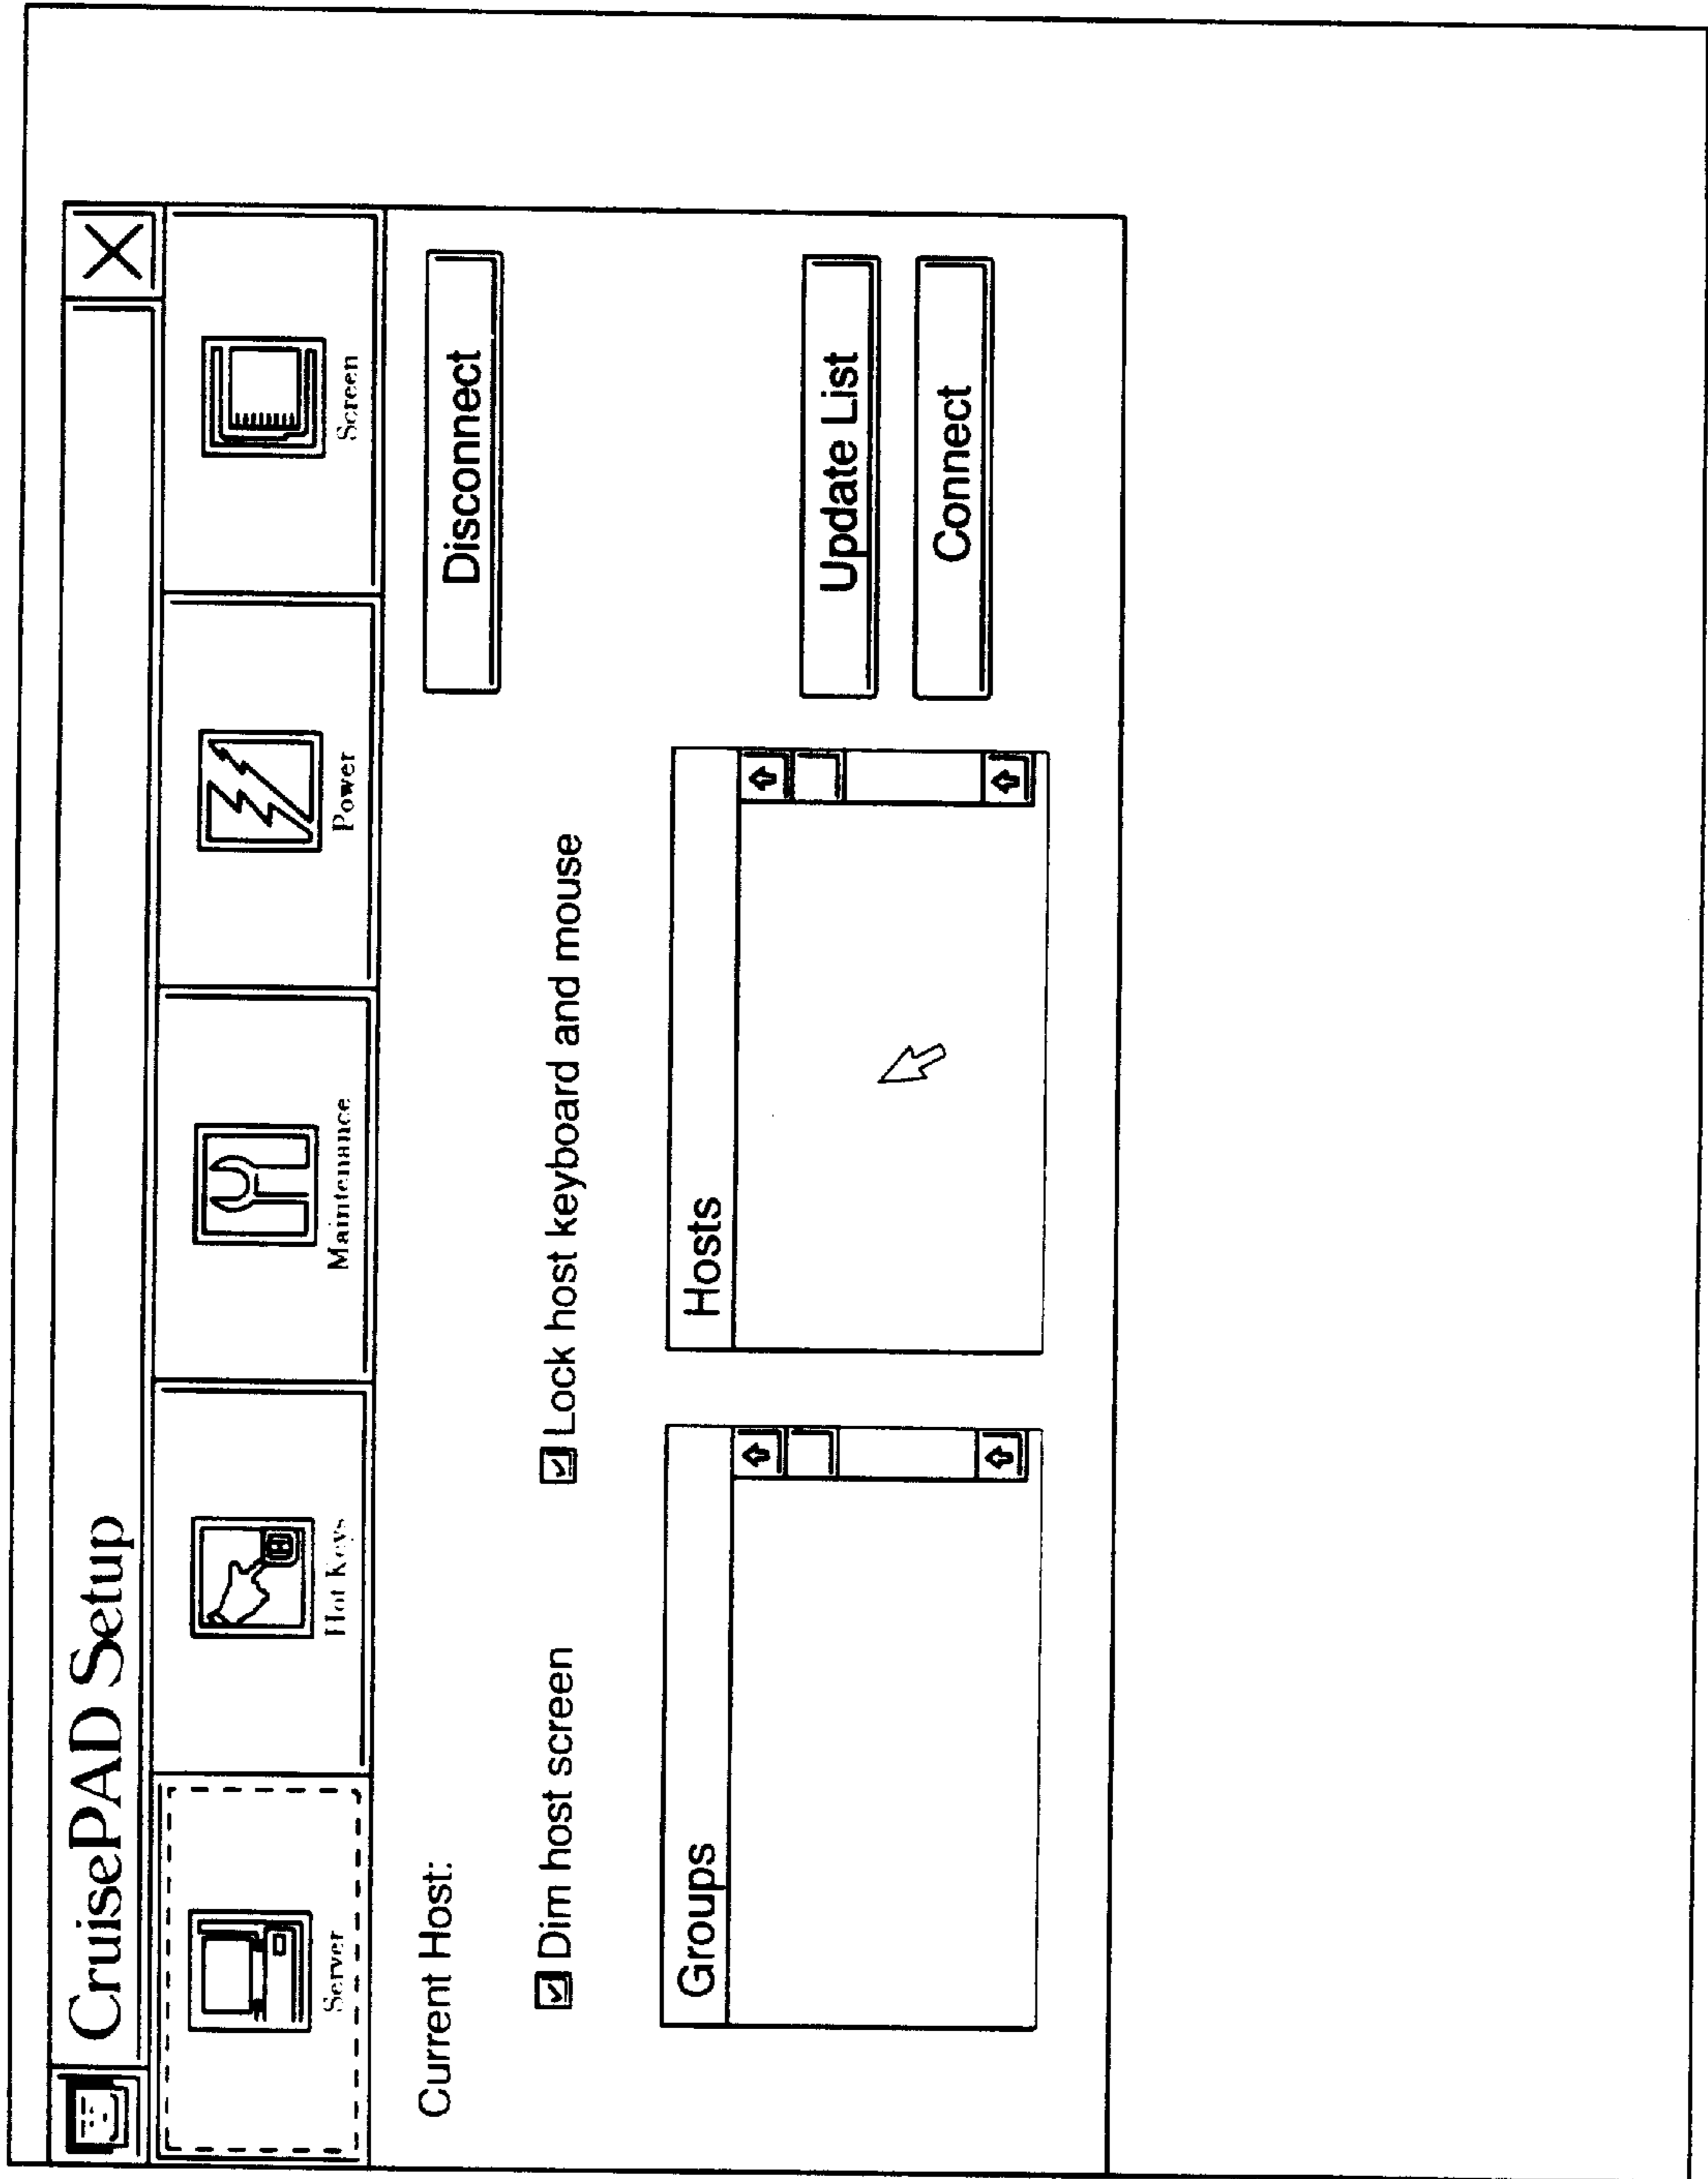 CruisePAD Setup
Server
Hot Keys
Maintenance
Power
Screen
Current Host:
Disconnect
Dim host screen
Lock host keyboard and mouse
Groups
Hosts
Update List
Connect